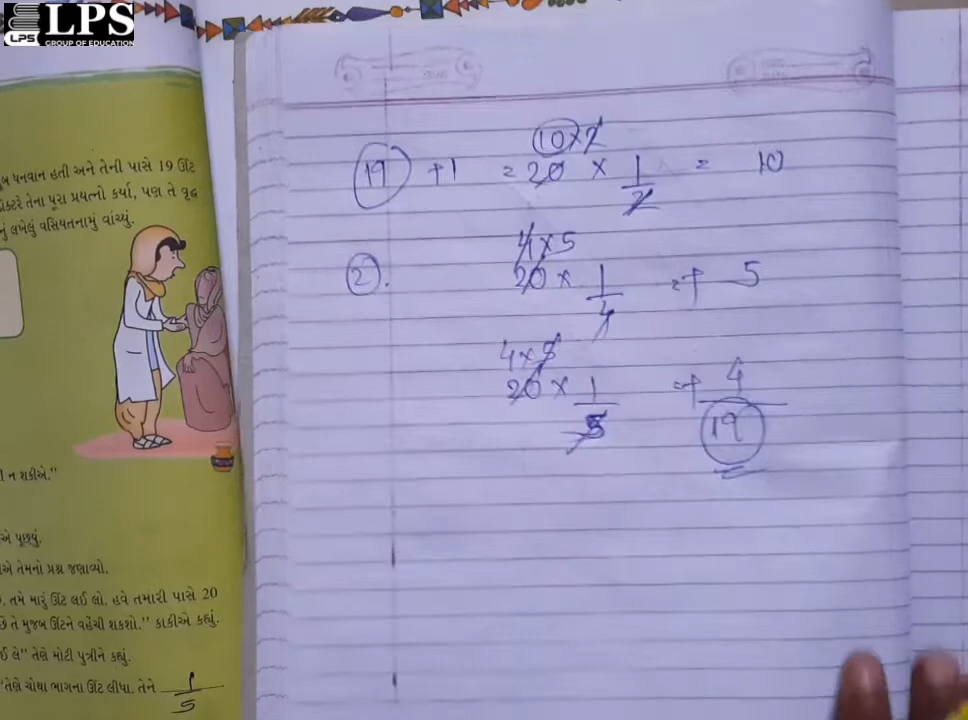 LPS
LPS
GROUP OF EDUCATION
ધનવાન હતી અને તેની પાસે 19 ઊંટ
ડૉક્ટરે તેના પૂરા પ્રયત્નો કર્યા, પણ તે વૃદ્ધ
નું લખેલું વસિયતનામું વાંચ્યું.
ન શકીએ."
એ પૂછ્યું.
એ તેમનો પ્રશ્ન જણાવ્યો.
તમે મારું ઊંટ લઈ લો. હવે તમારી પાસે 20
છે તે મુજબ ઊંટને વહેંચી શકશો." કાકીએ કહ્યું.
લે" તેણે મોટી પુત્રીને કહ્યું.
"તેણે ચોથા ભાગના ઊંટ લીધા. તેને 1/5
10 × 2
19 + 1 = 20 × 1/2 = 10
4 × 5
2. 20 × 1/4 = + 5
4 × 5
20 × 1/5 = + 4
19